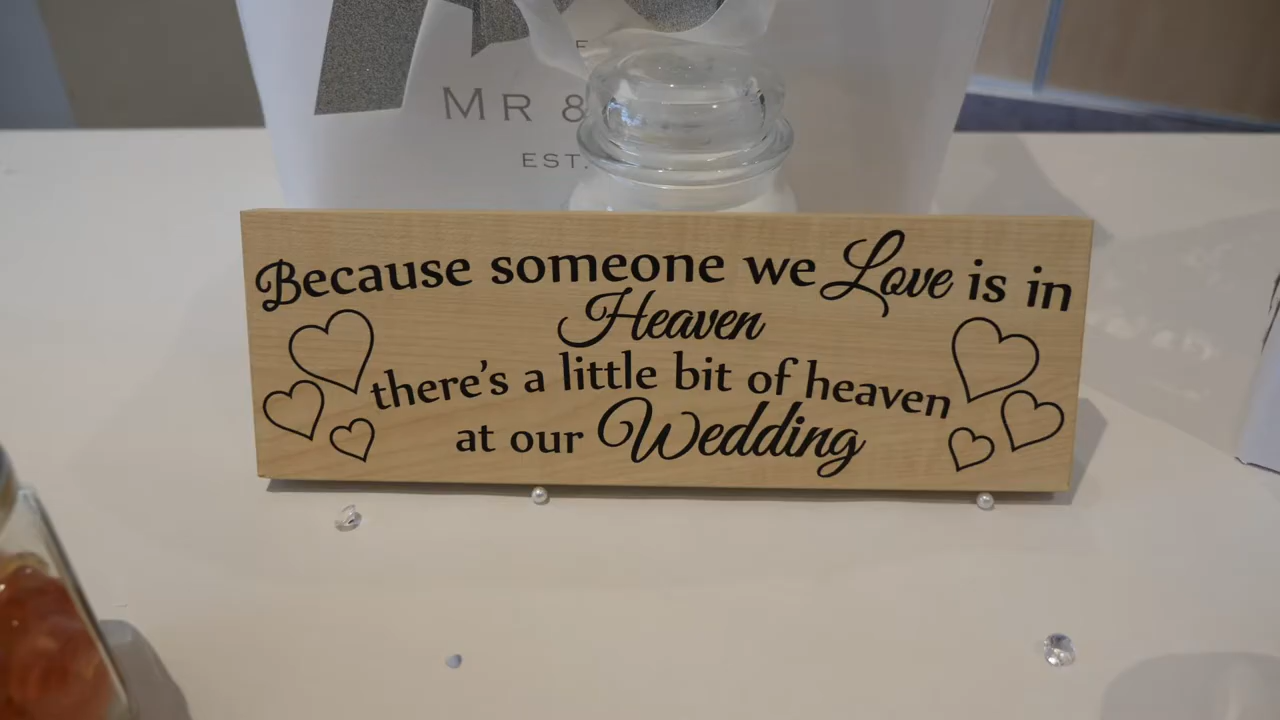 MR &
EST.
Because someone we Love is in
Heaven
there's a little bit of heaven
at our Wedding